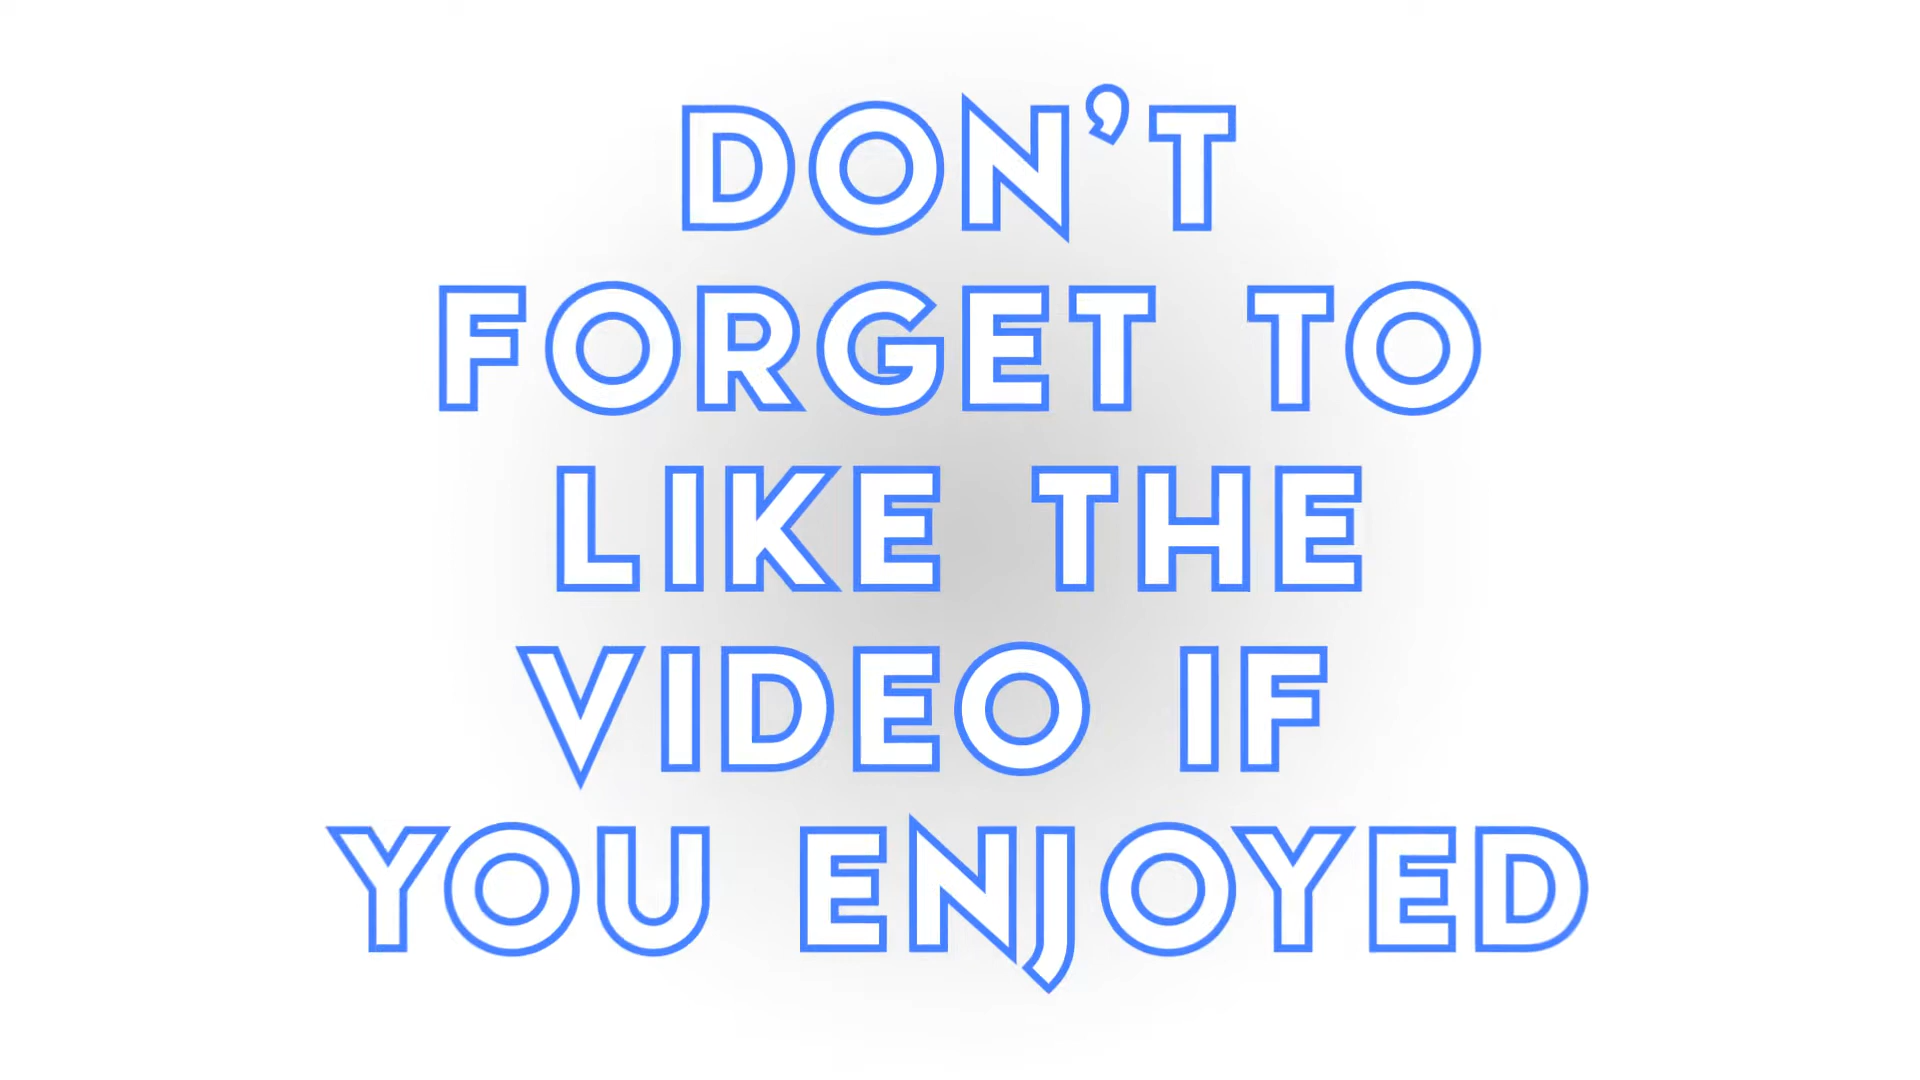 DON'T
FORGET TO
LIKE THE
VIDEO IF
YOU ENJOYED